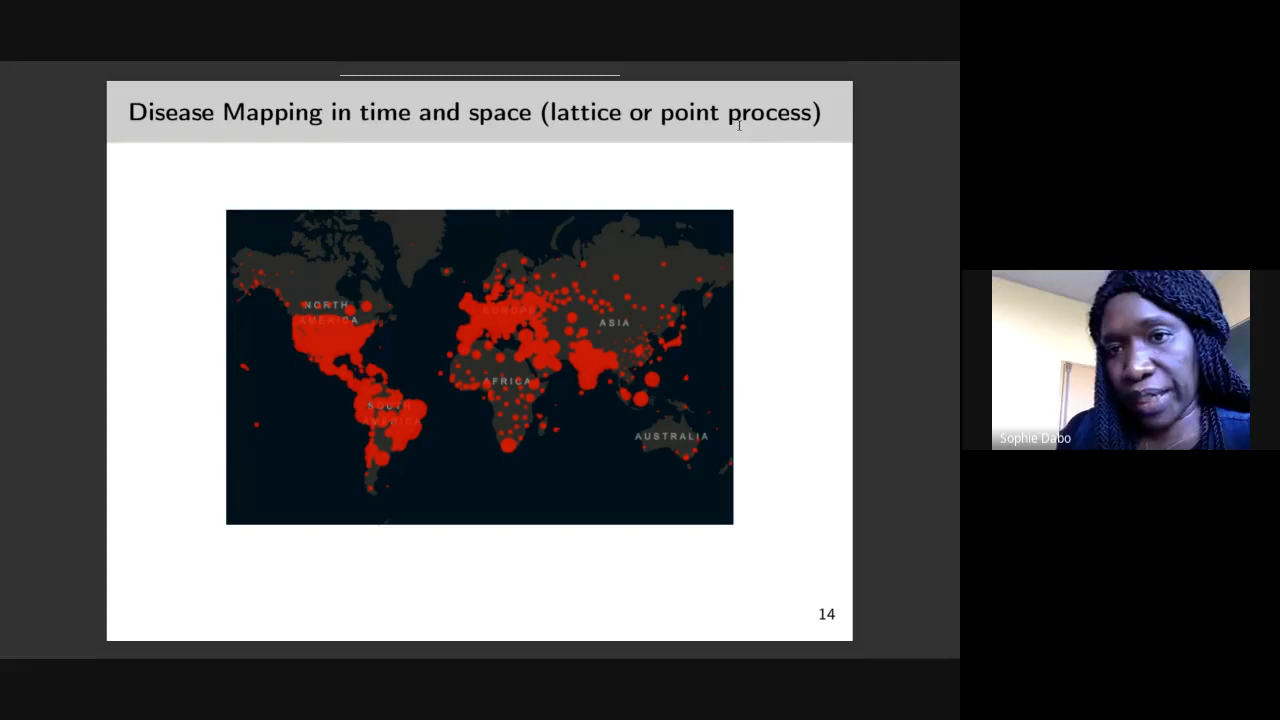 Disease Mapping in time and space (lattice or point process)
NORTH
AMERICA
EUROPE
ASIA
AFRICA
SOUTH
AMERICA
AUSTRALIA
Sophie Dabo
14